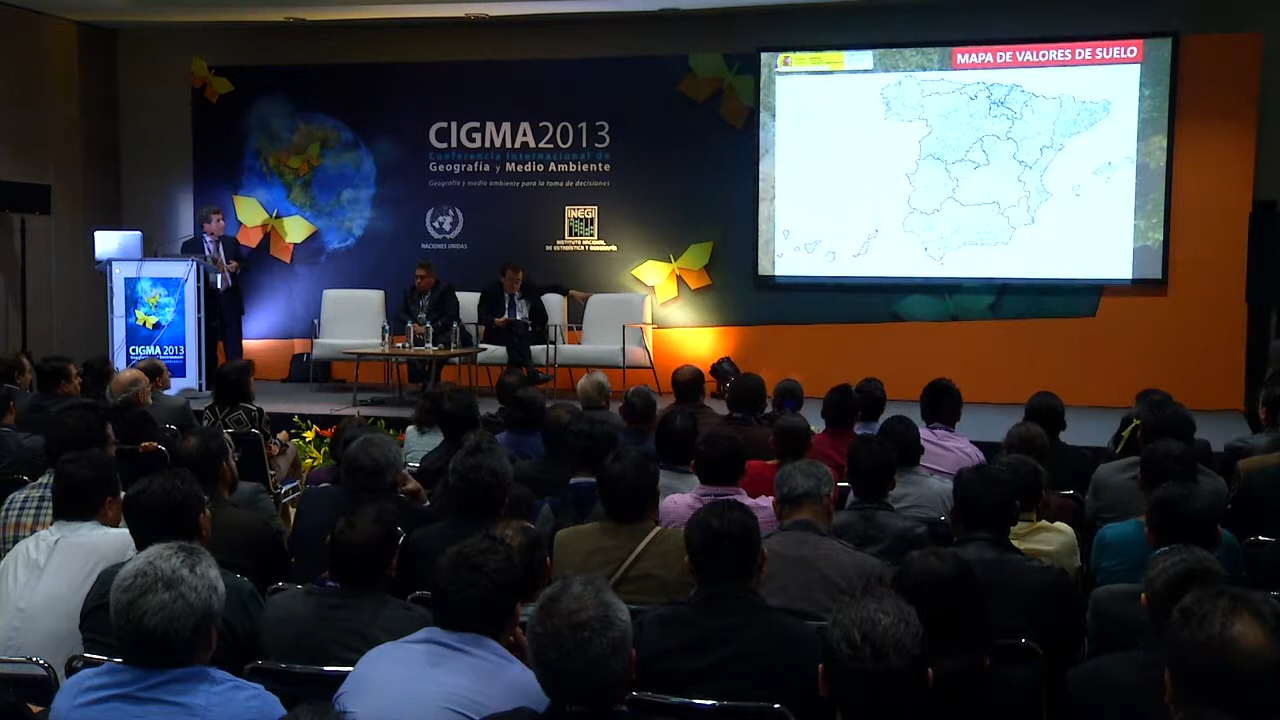 MAPA DE VALORES DE SUELO
CIGMA2013
Conferencia Internacional de
Geografía y Medio Ambiente
Geografía y medio ambiente para la toma de decisiones
NACIONES UNIDAS
INEGI
INSTITUTO NACIONAL
DE ESTADÍSTICA Y GEOGRAFÍA
CIGMA 2013